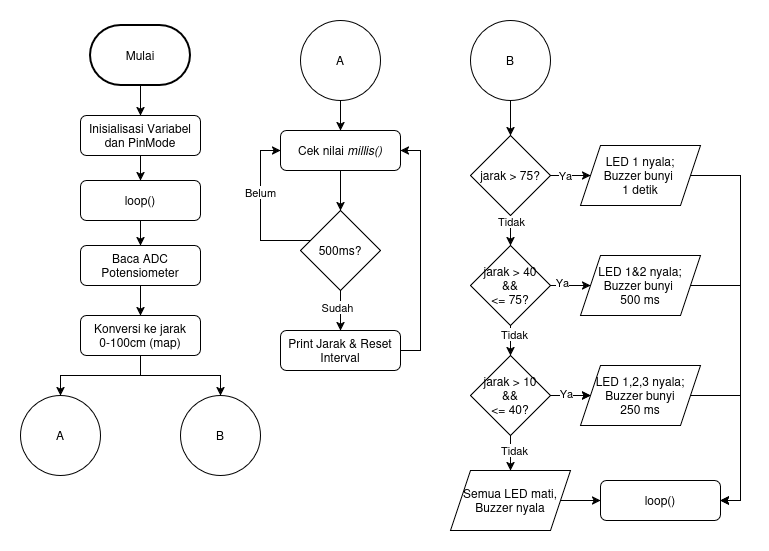 Mulai
Inisialisasi Variabel
dan PinMode
loop()
Baca ADC
Potensiometer
Konversi ke jarak
0-100cm (map)
A
B
A
Cek nilai millis()
Belum
500ms?
Sudah
Print Jarak & Reset
Interval
B
jarak > 75?
Ya
LED 1 nyala;
Buzzer bunyi
1 detik
Tidak
jarak > 40
&&
<= 75?
Ya
LED 1&2 nyala;
Buzzer bunyi
500 ms
Tidak
jarak > 10
&&
<= 40?
Ya
LED 1,2,3 nyala;
Buzzer bunyi
250 ms
Tidak
Semua LED mati,
Buzzer nyala
loop()